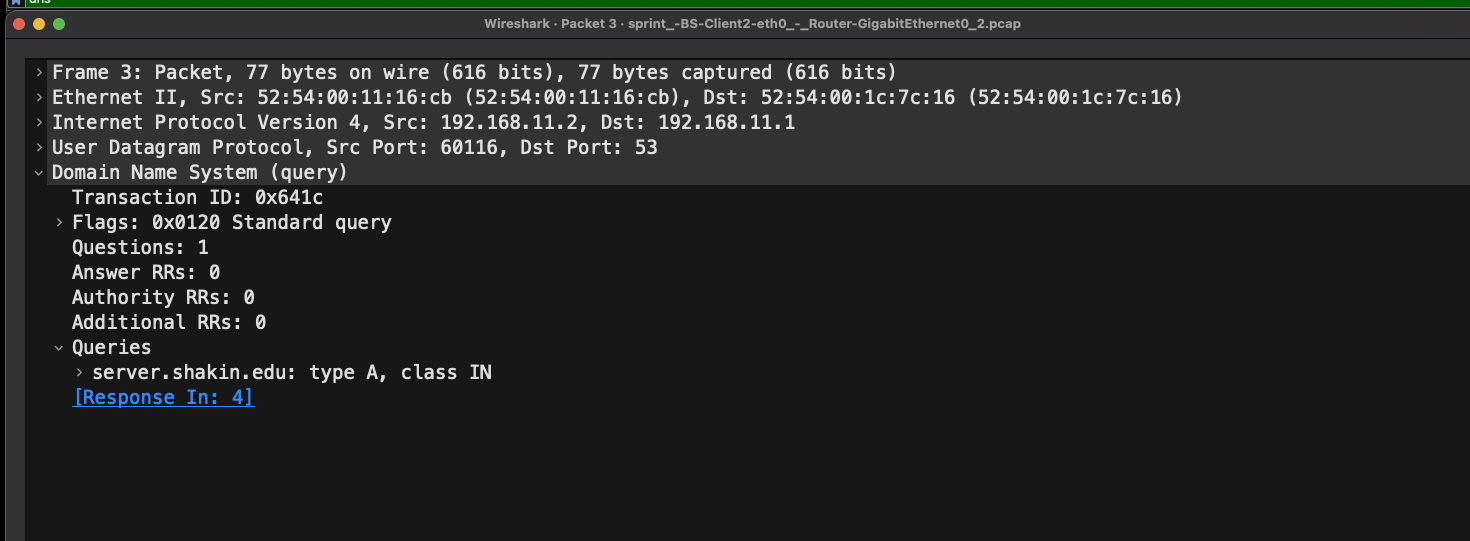 dns
Wireshark · Packet 3 · sprint_-BS-Client2-eth0_-_Router-GigabitEthernet0_2.pcap
Frame 3: Packet, 77 bytes on wire (616 bits), 77 bytes captured (616 bits)
Ethernet II, Src: 52:54:00:11:16:cb (52:54:00:11:16:cb), Dst: 52:54:00:1c:7c:16 (52:54:00:1c:7c:16)
Internet Protocol Version 4, Src: 192.168.11.2, Dst: 192.168.11.1
User Datagram Protocol, Src Port: 60116, Dst Port: 53
Domain Name System (query)
Transaction ID: 0x641c
Flags: 0x0120 Standard query
Questions: 1
Answer RRs: 0
Authority RRs: 0
Additional RRs: 0
Queries
server.shakin.edu: type A, class IN
[Response In: 4]